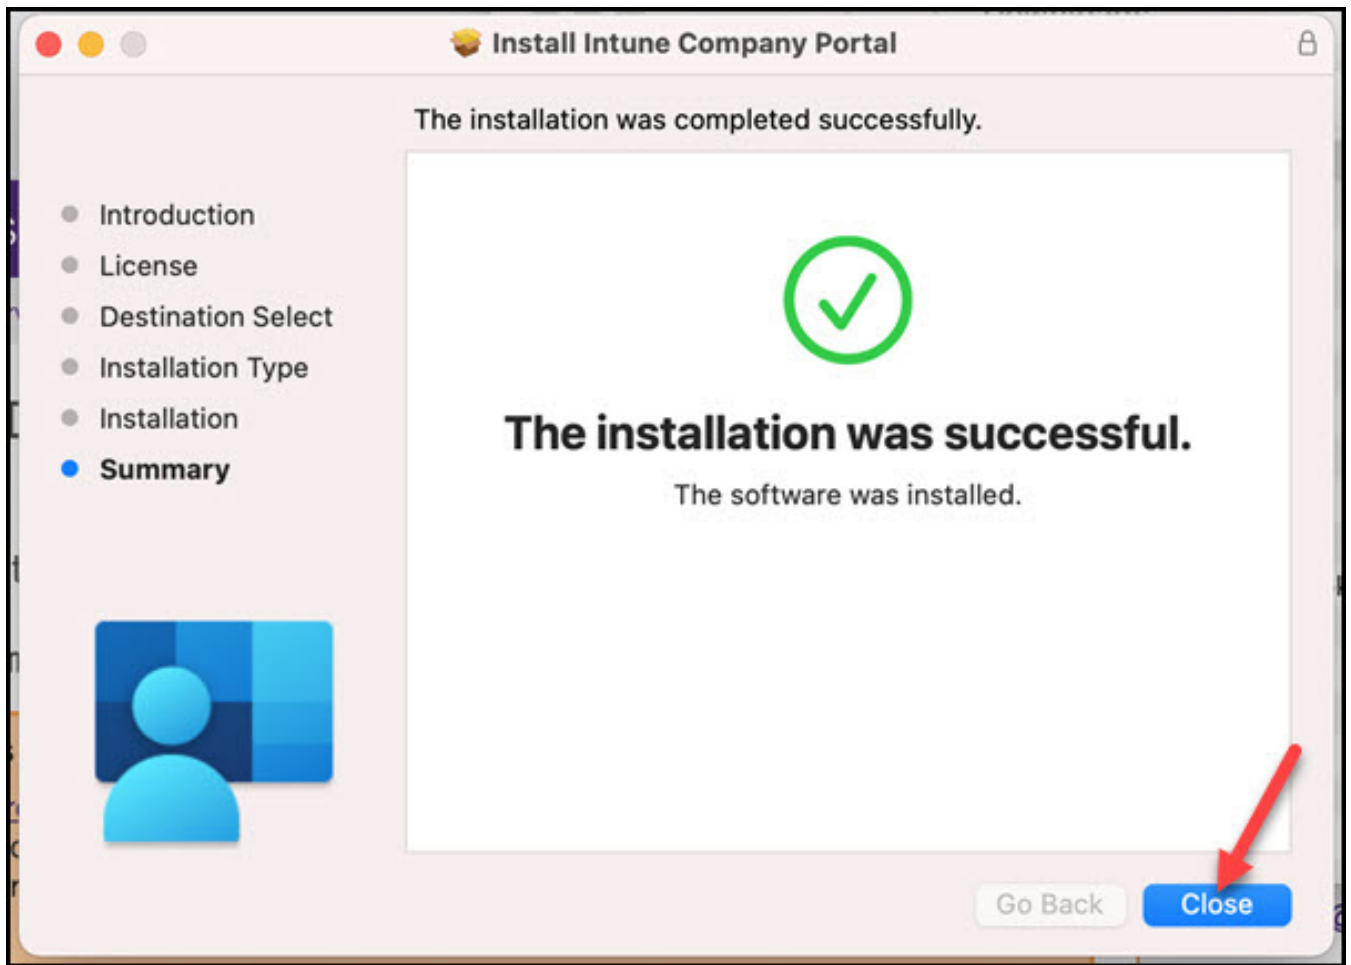 Install Intune Company Portal
The installation was completed successfully.
Introduction
License
Destination Select
Installation Type
Installation
Summary
The installation was successful.
The software was installed.
Go Back
Close